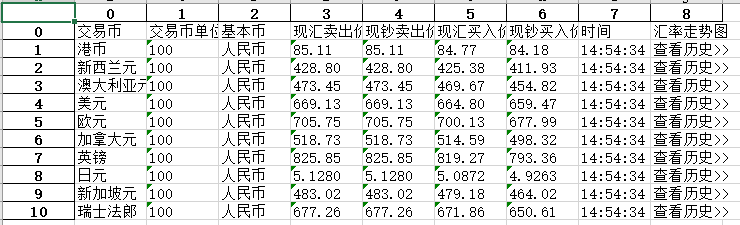 0 1 2 3 4 5 6 7 8
0 交易币 交易币单位 基本币 现汇卖出价 现钞卖出价 现汇买入价 现钞买入价 时间 汇率走势图
1 港币 100 人民币 85.11 85.11 84.77 84.18 14:54:34 查看历史>>
2 新西兰元 100 人民币 428.80 428.80 425.38 411.93 14:54:34 查看历史>>
3 澳大利亚元 100 人民币 473.45 473.45 469.67 454.82 14:54:34 查看历史>>
4 美元 100 人民币 669.13 669.13 664.80 659.47 14:54:34 查看历史>>
5 欧元 100 人民币 705.75 705.75 700.13 677.99 14:54:34 查看历史>>
6 加拿大元 100 人民币 518.73 518.73 514.59 498.32 14:54:34 查看历史>>
7 英镑 100 人民币 825.85 825.85 819.27 793.36 14:54:34 查看历史>>
8 日元 100 人民币 5.1280 5.1280 5.0872 4.9263 14:54:34 查看历史>>
9 新加坡元 100 人民币 483.02 483.02 479.18 464.02 14:54:34 查看历史>>
10 瑞士法郎 100 人民币 677.26 677.26 671.86 650.61 14:54:34 查看历史>>